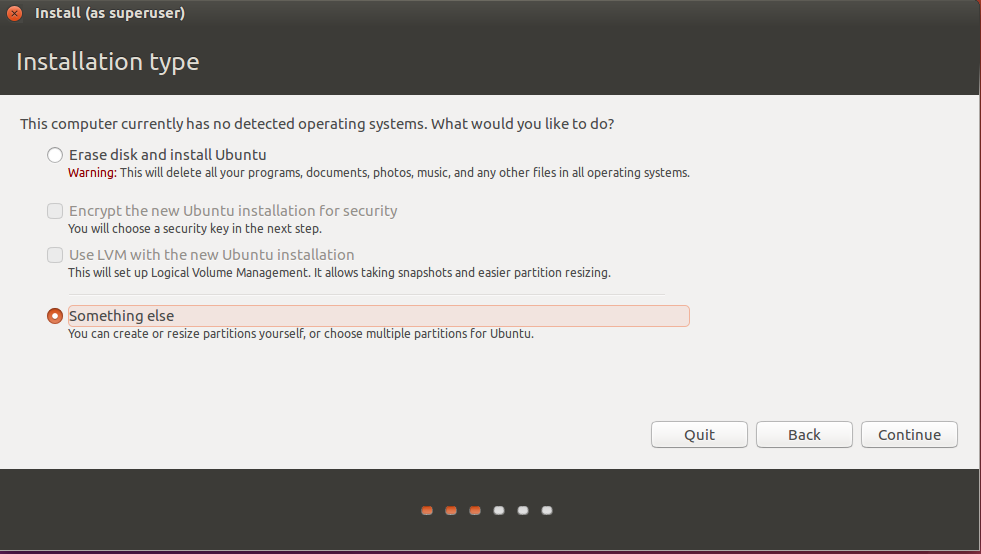 Install (as superuser)
Installation type
This computer currently has no detected operating systems. What would you like to do?
Erase disk and install Ubuntu
Warning: This will delete all your programs, documents, photos, music, and any other files in all operating systems.
Encrypt the new Ubuntu installation for security
You will choose a security key in the next step.
Use LVM with the new Ubuntu installation
This will set up Logical Volume Management. It allows taking snapshots and easier partition resizing.
Something else
You can create or resize partitions yourself, or choose multiple partitions for Ubuntu.
Quit Back Continue